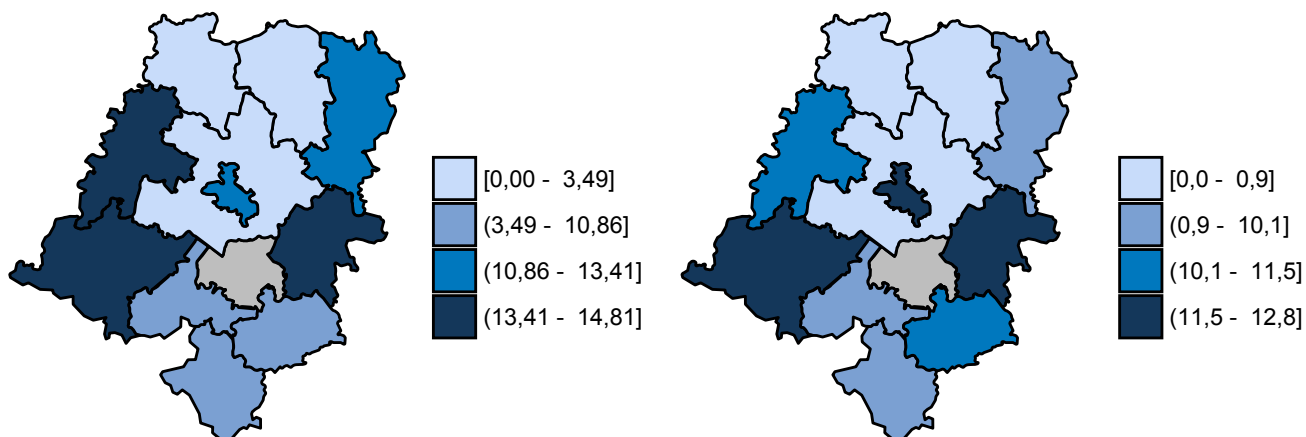 [0,00 - 3,49]
(3,49 - 10,86]
(10,86 - 13,41]
(13,41 - 14,81]
[0,0 - 0,9]
(0,9 - 10,1]
(10,1 - 11,5]
(11,5 - 12,8]